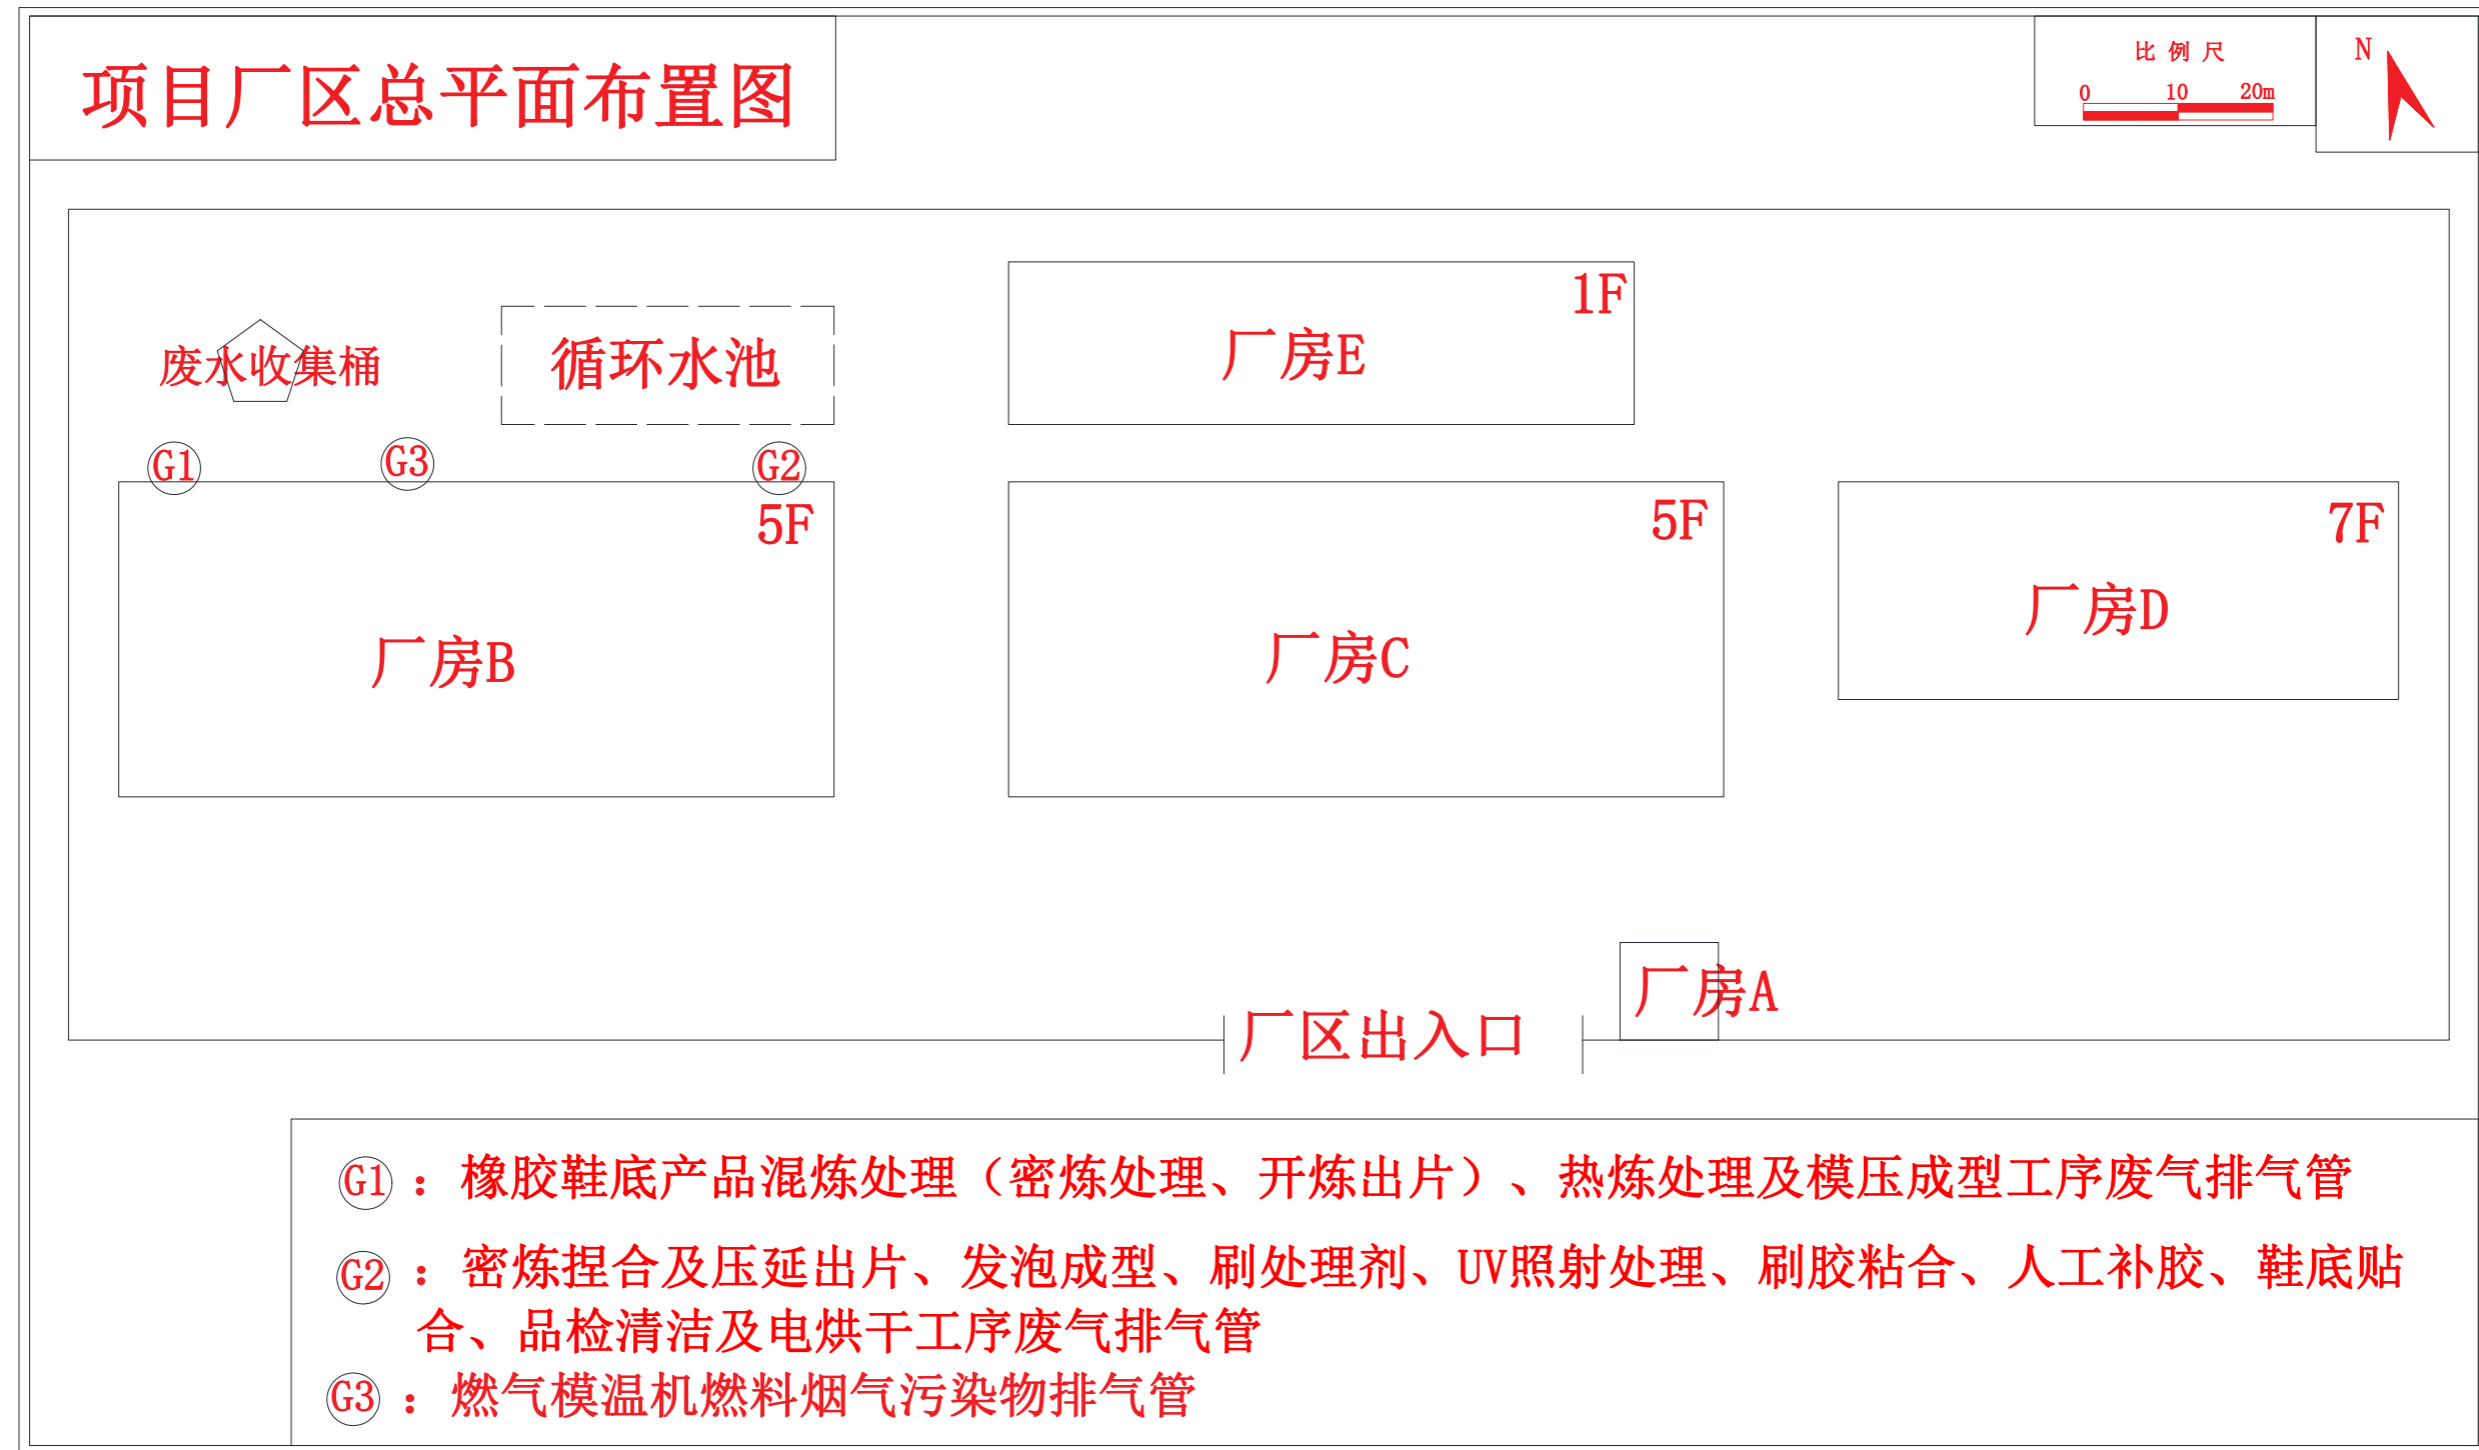 项目厂区总平面布置图
比例尺
0 10 20m
N
1F
厂房E
废水收集桶
循环水池
G1
G3
G2
5F
5F
7F
厂房B
厂房C
厂房D
厂房A
厂区出入口
G1：橡胶鞋底产品混炼处理（密炼处理、开炼出片）、热炼处理及模压成型工序废气排气管
G2：密炼捏合及压延出片、发泡成型、刷处理剂、UV照射处理、刷胶粘合、人工补胶、鞋底贴
合、品检清洁及电烘干工序废气排气管
G3：燃气模温机燃料烟气污染物排气管